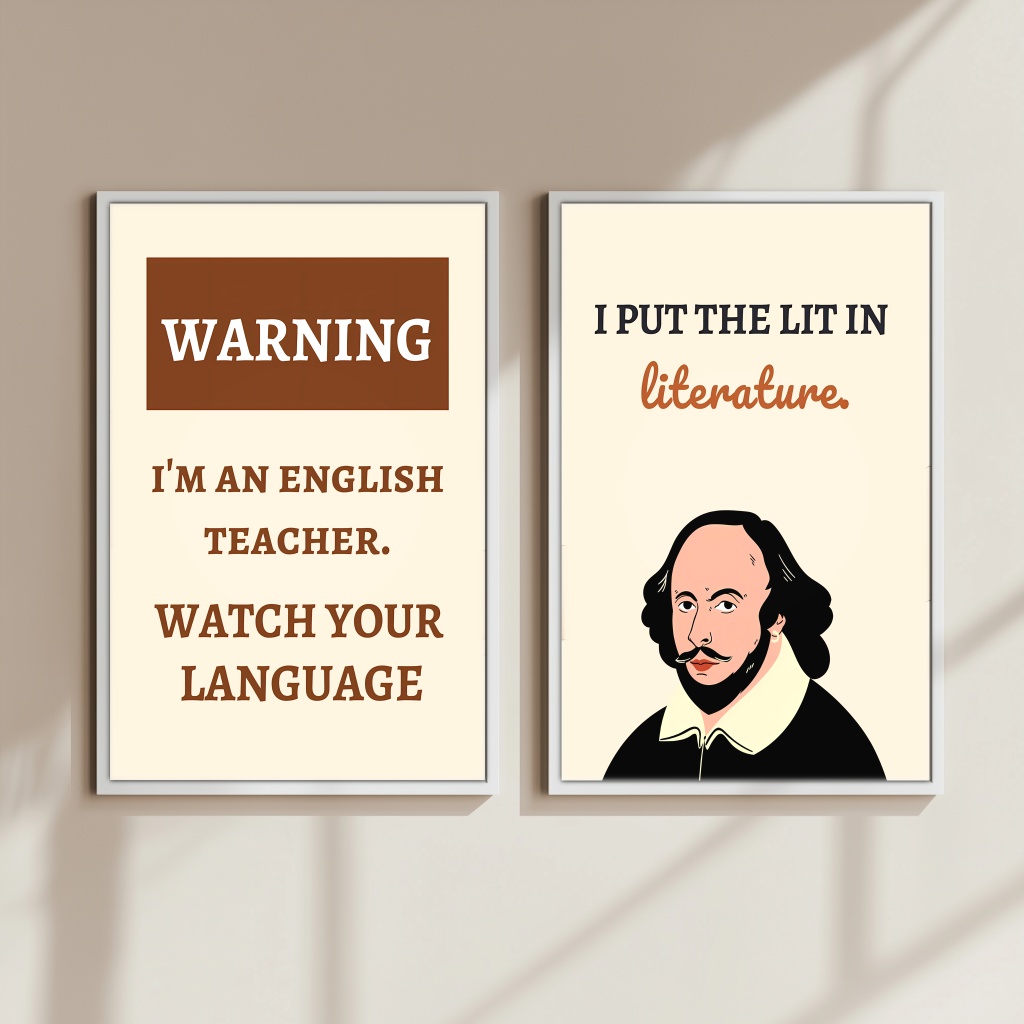 WARNING
I'M AN ENGLISH
TEACHER.
WATCH YOUR
LANGUAGE
I PUT THE LIT IN
literature.